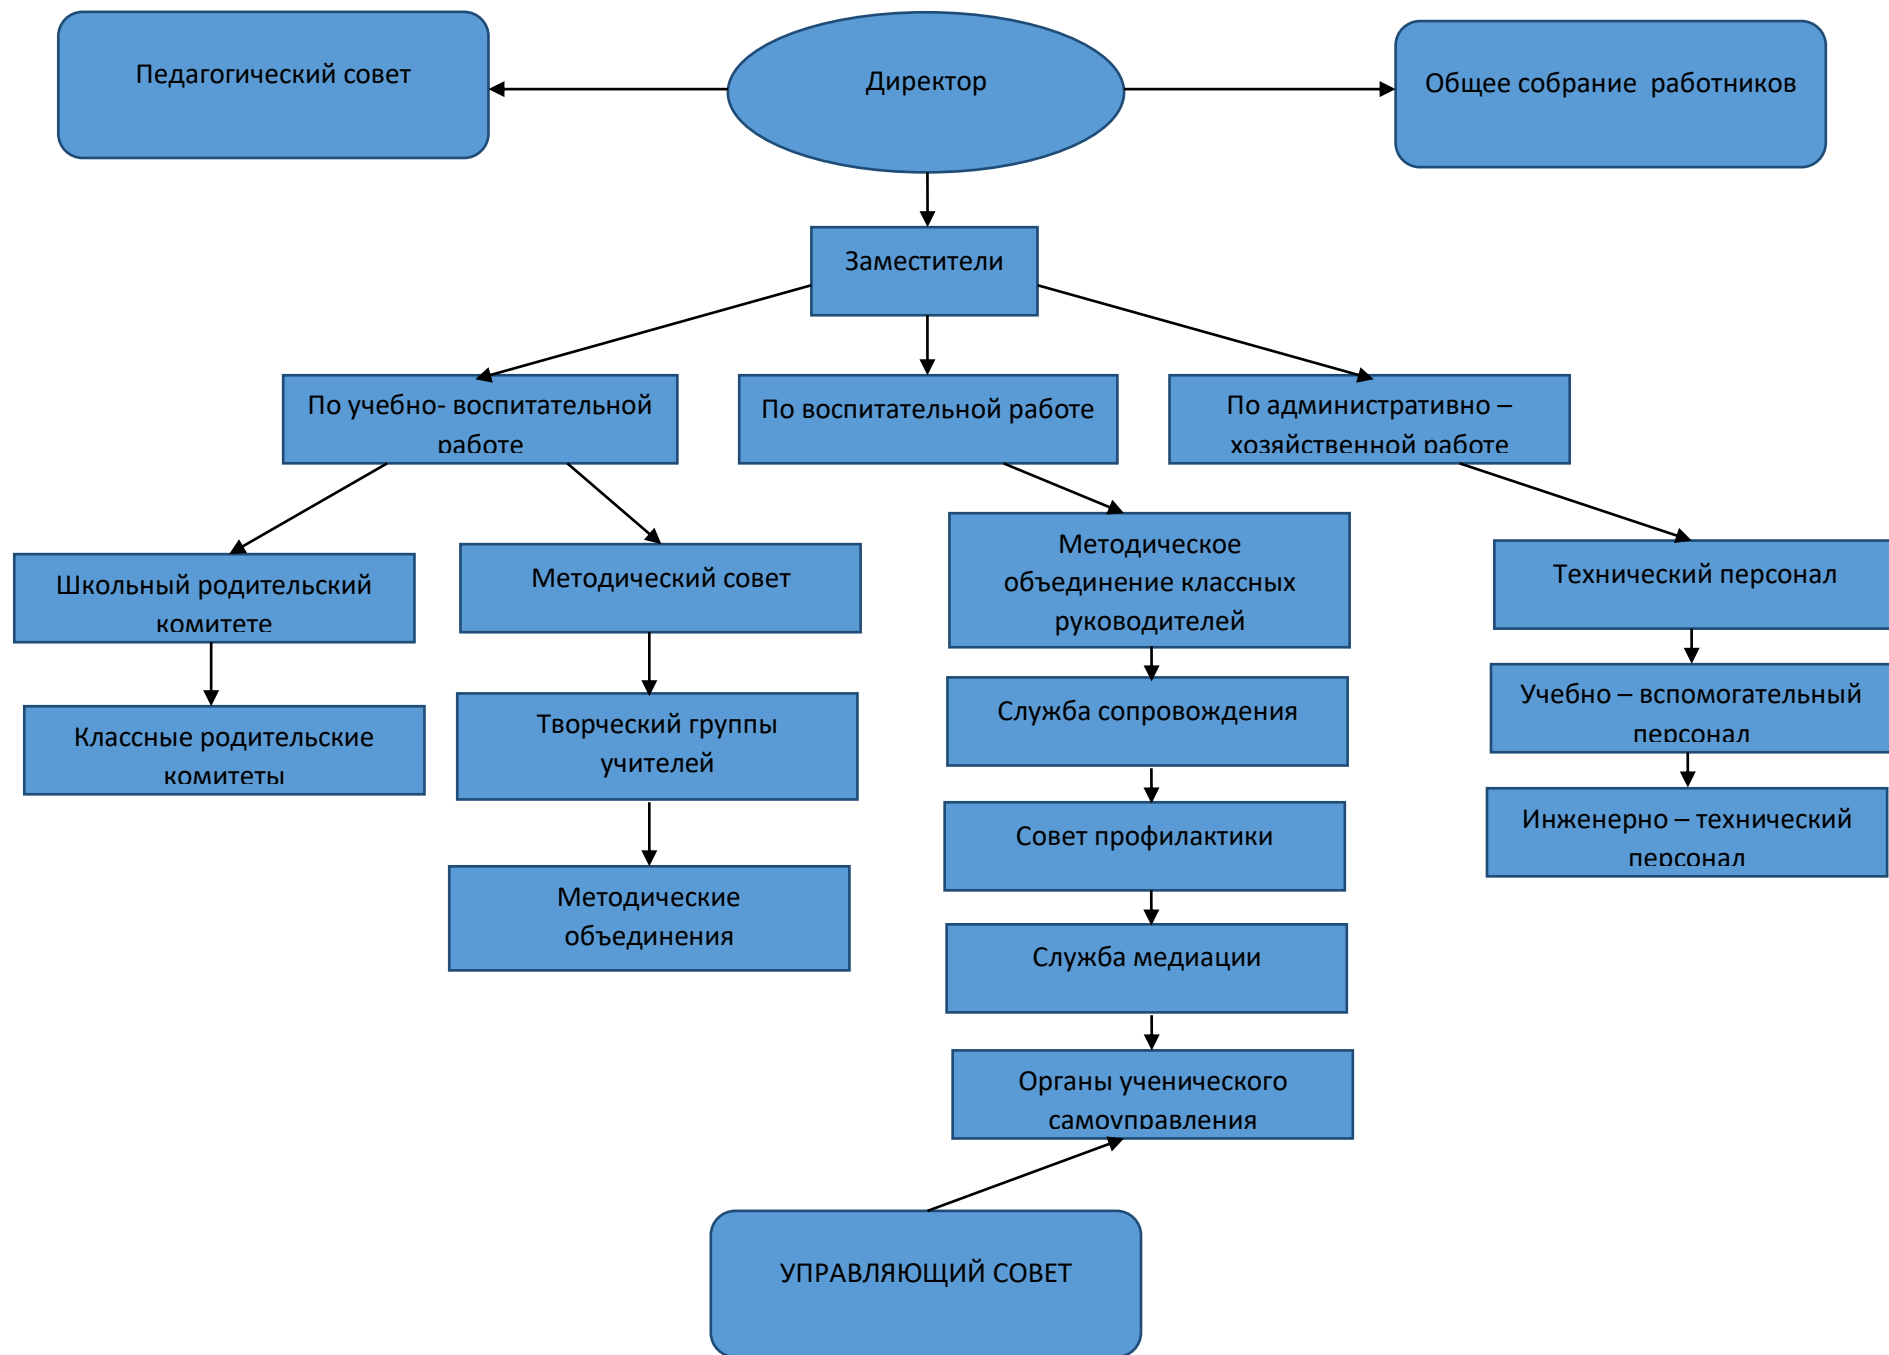 Педагогический совет
Директор
Общее собрание  работников
Заместители
По учебно- воспитательной
работе
По воспитательной работе
По административно –
хозяйственной работе
Школьный родительский
комитете
Методический совет
Методическое
объединение классных
руководителей
Технический персонал
Классные родительские
комитеты
Творческий группы
учителей
Служба сопровождения
Учебно – вспомогательный
персонал
Методические
объединения
Совет профилактики
Инженерно – технический
персонал
Служба медиации
Органы ученического
самоуправления
УПРАВЛЯЮЩИЙ СОВЕТ